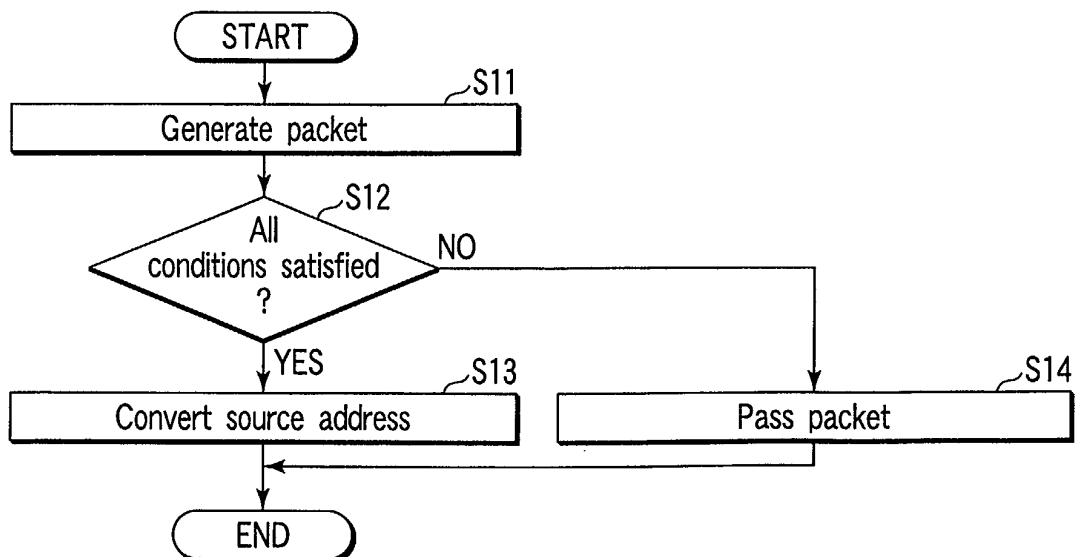 START
S11
Generate packet
S12
All
conditions satisfied
?
NO
YES
S13
Convert source address
S14
Pass packet
END